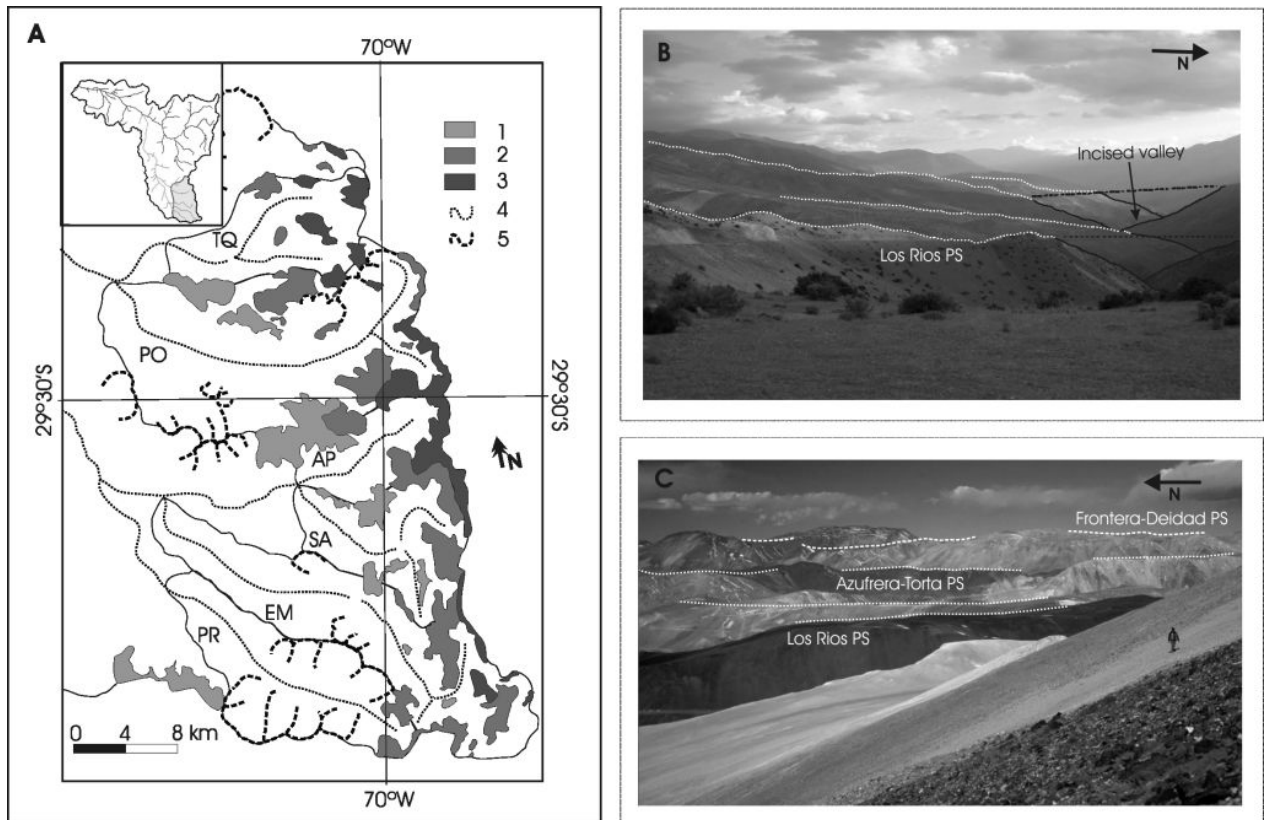 A
70°W
1
2
3
4
5
TQ
PO
29°30'S
29°30'S
AP
N
SA
EM
PR
0 4 8 km
70°W
B
N
Incised valley
Los Rios PS
C
N
Frontera-Deidad PS
Azufrera-Torta PS
Los Rios PS